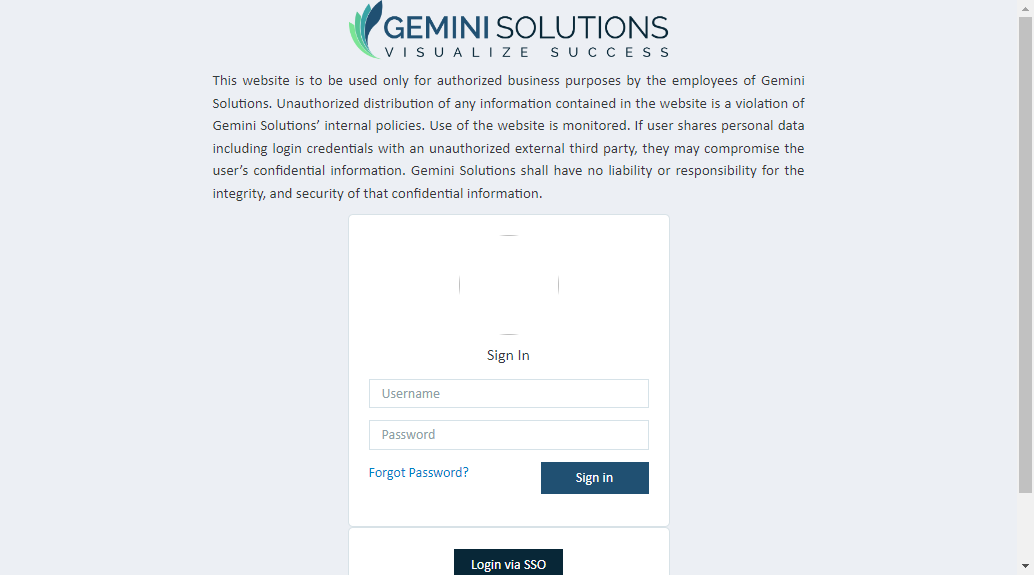 GEMINI SOLUTIONS
VISUALIZE SUCCESS
This website is to be used only for authorized business purposes by the employees of Gemini
Solutions. Unauthorized distribution of any information contained in the website is a violation of
Gemini Solutions’ internal policies. Use of the website is monitored. If user shares personal data
including login credentials with an unauthorized external third party, they may compromise the
user’s confidential information. Gemini Solutions shall have no liability or responsibility for the
integrity, and security of that confidential information.
Sign In
Username
Password
Forgot Password?
Sign in
Login via SSO